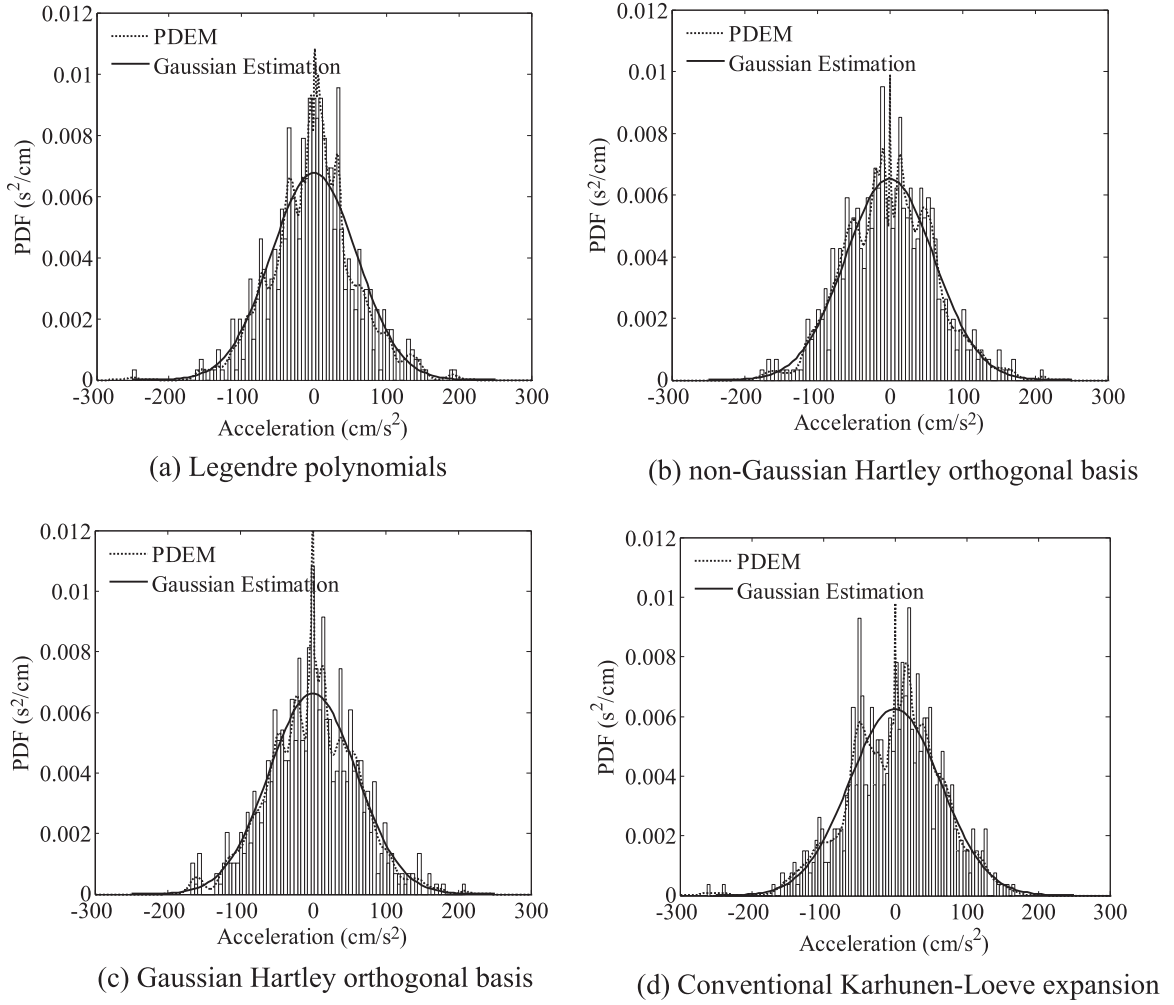 0.012
0.01
0.008
0.006
0.004
0.002
0
PDF (s2/cm)
PDEM
Gaussian Estimation
-300 -200 -100 0 100 200 300
Acceleration (cm/s2)
(a) Legendre polynomials
0.012
0.01
0.008
0.006
0.004
0.002
0
PDF (s2/cm)
PDEM
Gaussian Estimation
-300 -200 -100 0 100 200 300
Acceleration (cm/s2)
(b) non-Gaussian Hartley orthogonal basis
0.012
0.01
0.008
0.006
0.004
0.002
0
PDF (s2/cm)
PDEM
Gaussian Estimation
-300 -200 -100 0 100 200 300
Acceleration (cm/s2)
(c) Gaussian Hartley orthogonal basis
0.012
0.01
0.008
0.006
0.004
0.002
0
PDF (s2/cm)
PDEM
Gaussian Estimation
-300 -200 -100 0 100 200 300
Acceleration (cm/s2)
(d) Conventional Karhunen-Loeve expansion